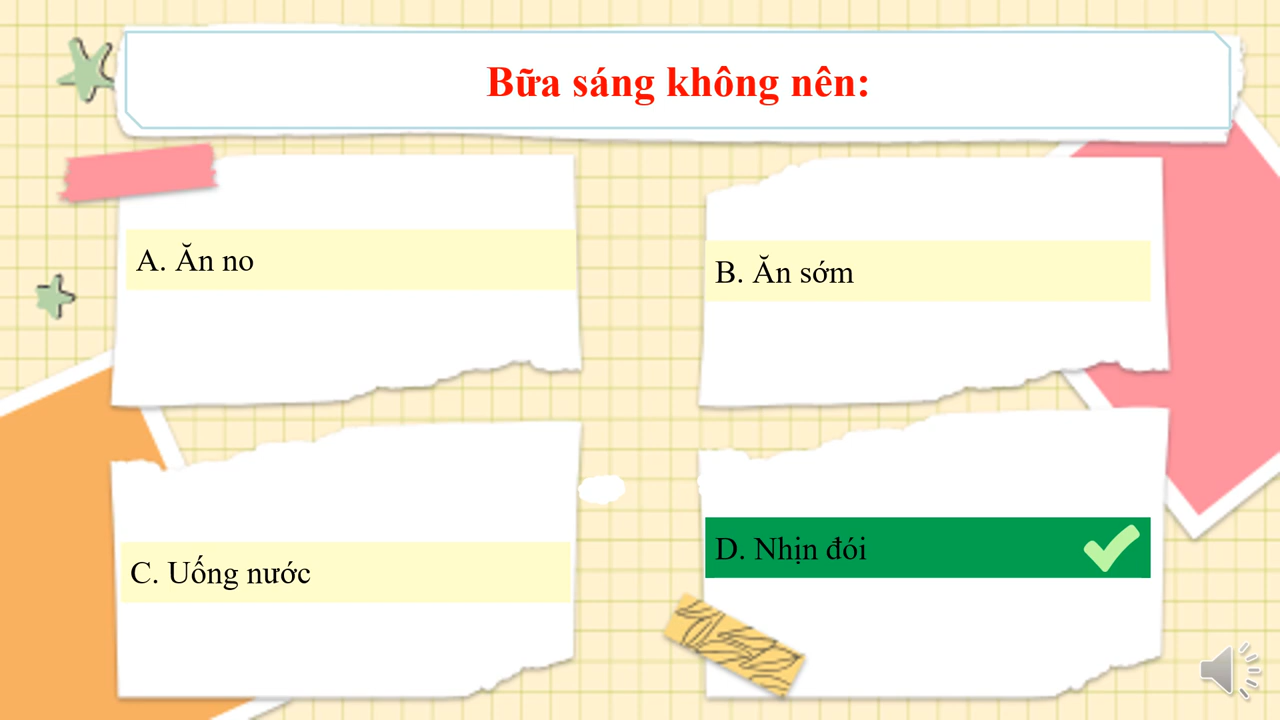 Bữa sáng không nên:
A. Ăn no
B. Ăn sớm
C. Uống nước
D. Nhịn đói